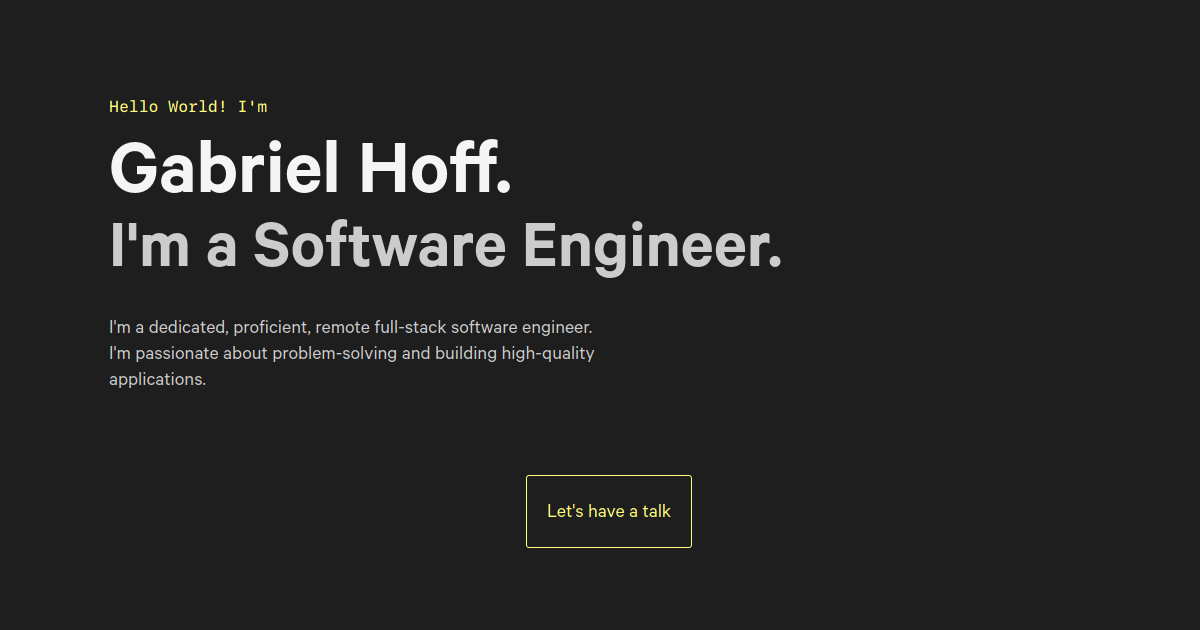 Hello World! I'm
Gabriel Hoff.
I'm a Software Engineer.
I'm a dedicated, proficient, remote full-stack software engineer.
I'm passionate about problem-solving and building high-quality
applications.
Let's have a talk